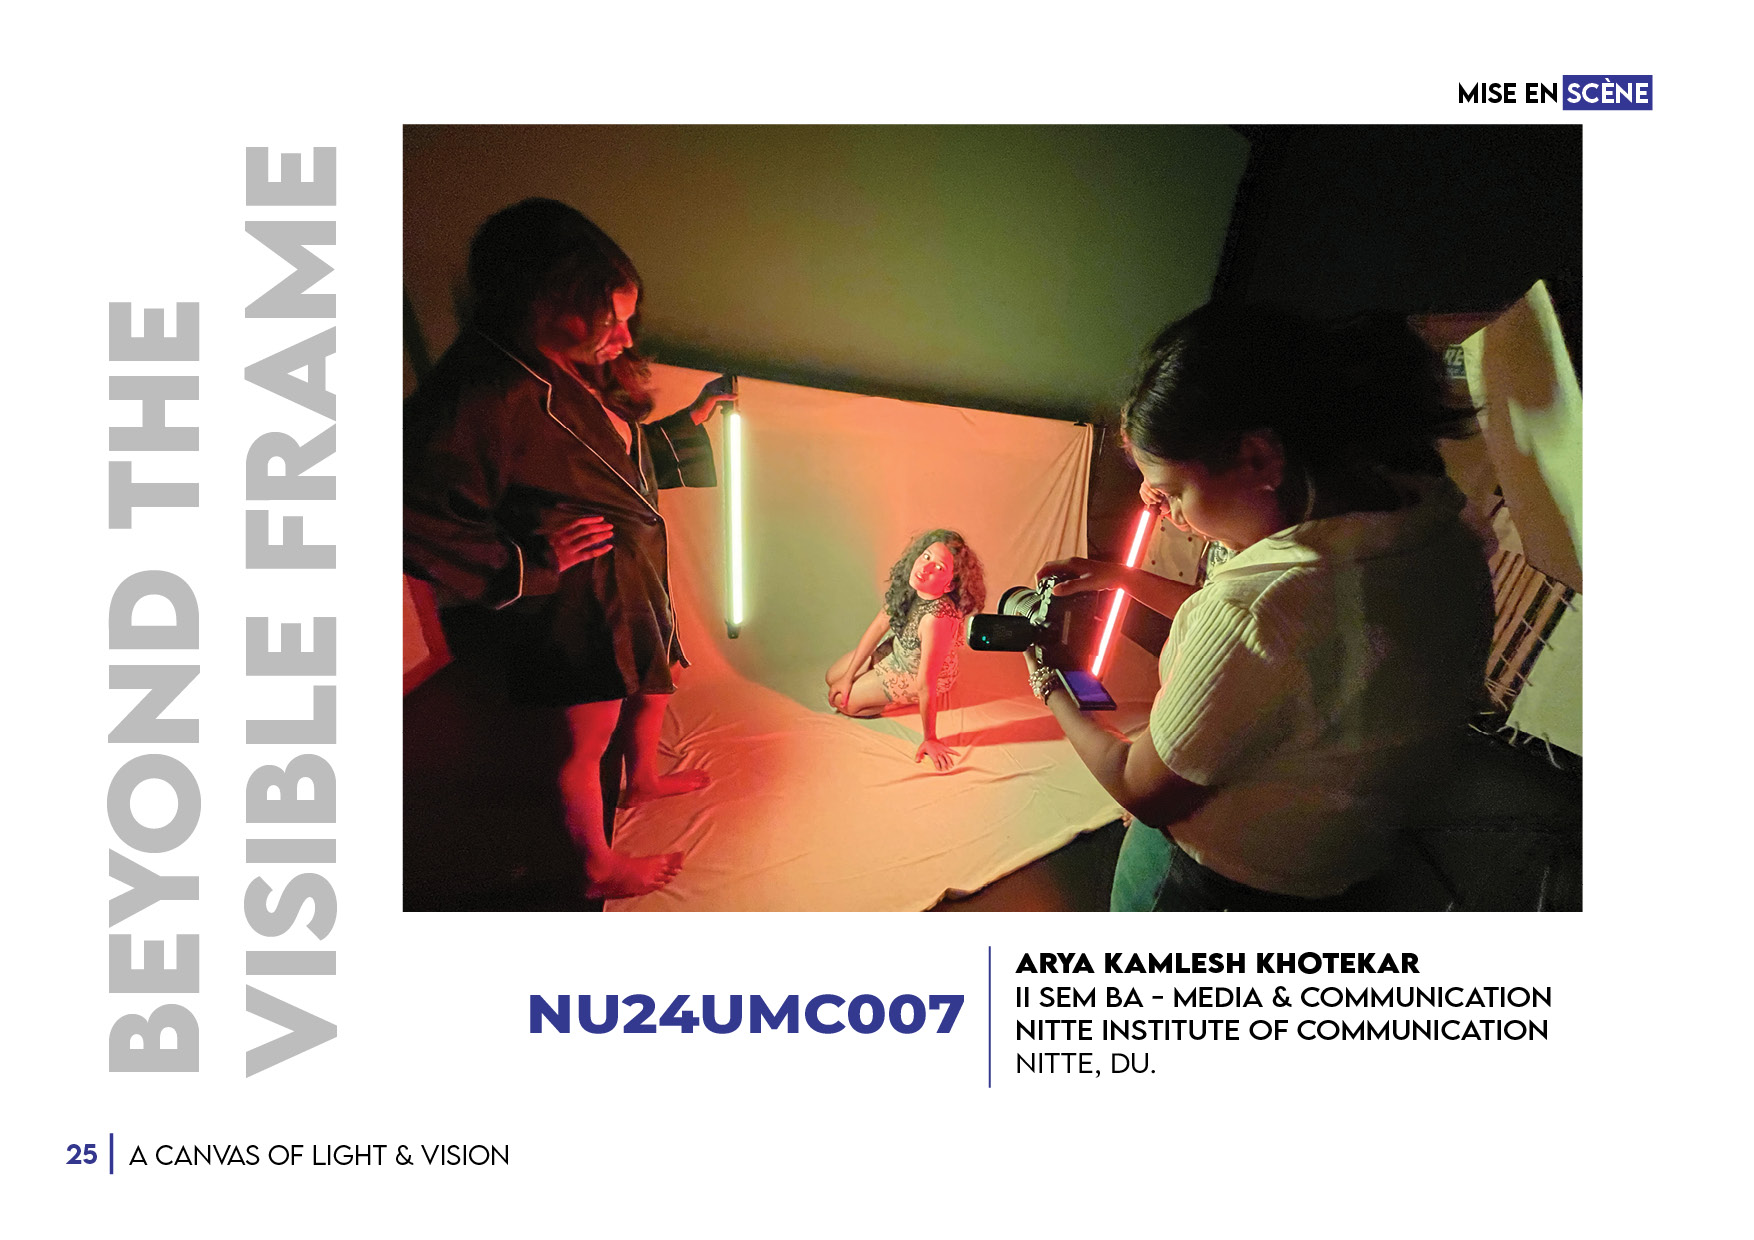 MISE EN SCÈNE
BEYOND THE
VISIBLE FRAME
NU24UMC007
ARYA KAMLESH KHOTEKAR
II SEM BA - MEDIA & COMMUNICATION
NITTE INSTITUTE OF COMMUNICATION
NITTE, DU.
25 | A CANVAS OF LIGHT & VISION